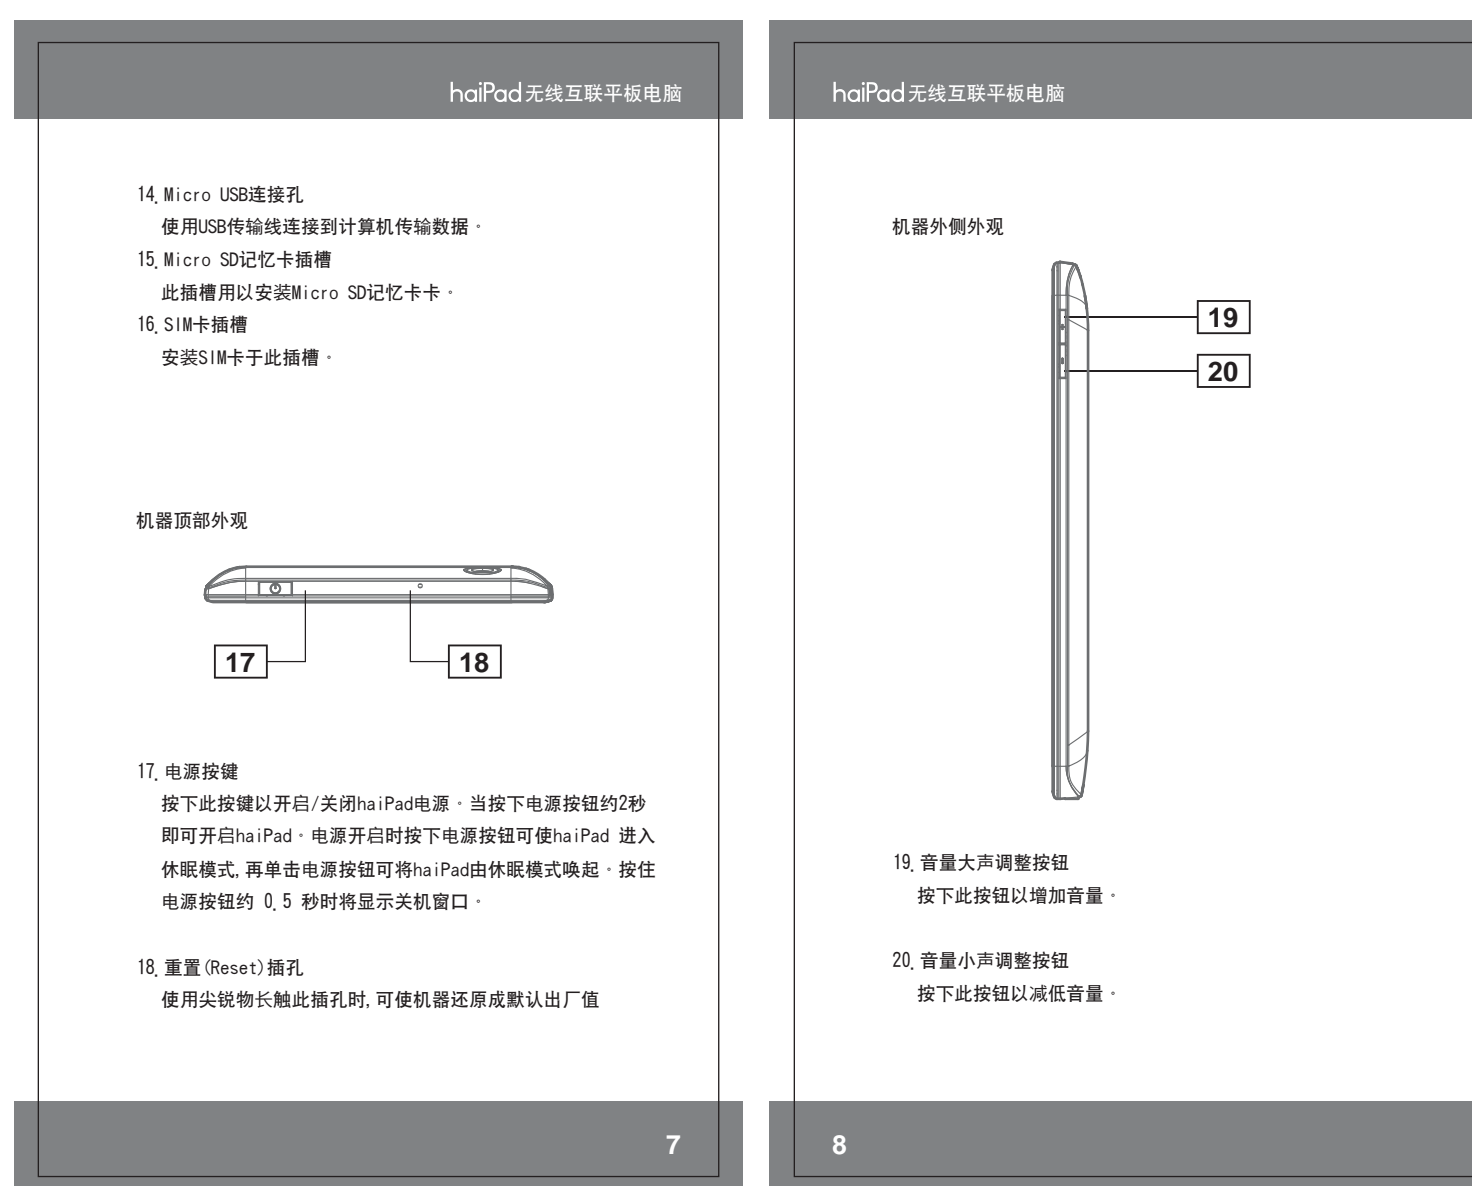 haiPad无线互联平板电脑
14.Micro USB连接孔
使用USB传输线连接到计算机传输数据。
15.Micro SD记忆卡插槽
此插槽用以安装Micro SD记忆卡卡。
16.SIM卡插槽
安装SIM卡于此插槽。
机器顶部外观
17
18
17.电源按键
按下此按键以开启/关闭haiPad电源。当按下电源按钮约2秒
即可开启haiPad。电源开启时按下电源按钮可使haiPad 进入
休眠模式,再单击电源按钮可将haiPad由休眠模式唤起。按住
电源按钮约 0.5 秒时将显示关机窗口。
18.重置(Reset)插孔
使用尖锐物长触此插孔时,可使机器还原成默认出厂值
7
haiPad无线互联平板电脑
机器外侧外观
19
20
19.音量大声调整按钮
按下此按钮以增加音量。
20.音量小声调整按钮
按下此按钮以减低音量。
8